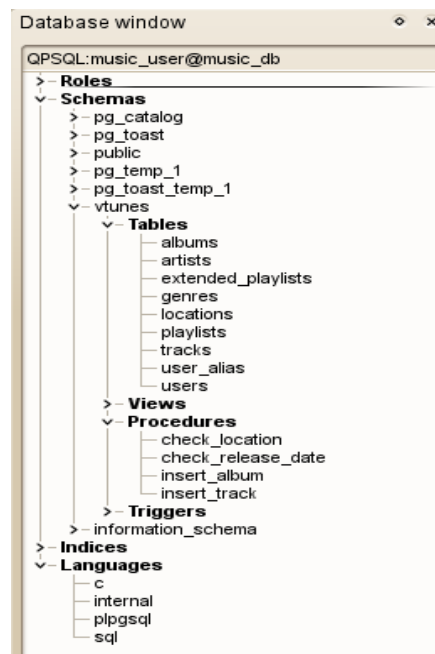 Database window
QPSQL:music_user@music_db
Roles
Schemas
pg_catalog
pg_toast
public
pg_temp_1
pg_toast_temp_1
vtunes
Tables
albums
artists
extended_playlists
genres
locations
playlists
tracks
user_alias
users
Views
Procedures
check_location
check_release_date
insert_album
insert_track
Triggers
information_schema
Indices
Languages
c
internal
plpgsql
sql